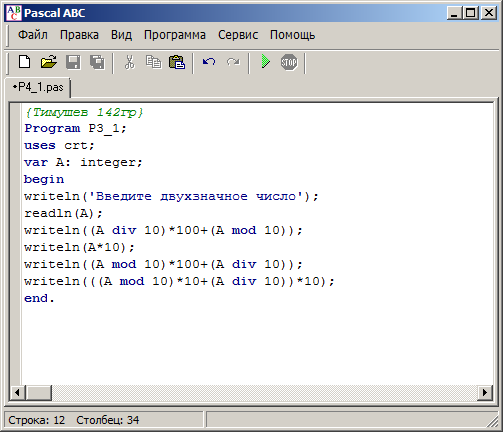 Pascal ABC
Файл Правка Вид Программа Сервис Помощь
STOP
•P4_1.pas
{Тимушев 142гр}
Program P3_1;
uses crt;
var A: integer;
begin
writeln('Введите двухзначное число');
readln(A);
writeln((A div 10)*100+(A mod 10));
writeln(A*10);
writeln((A mod 10)*100+(A div 10));
writeln(((A mod 10)*10+(A div 10))*10);
end.
Строка: 12 Столбец: 34